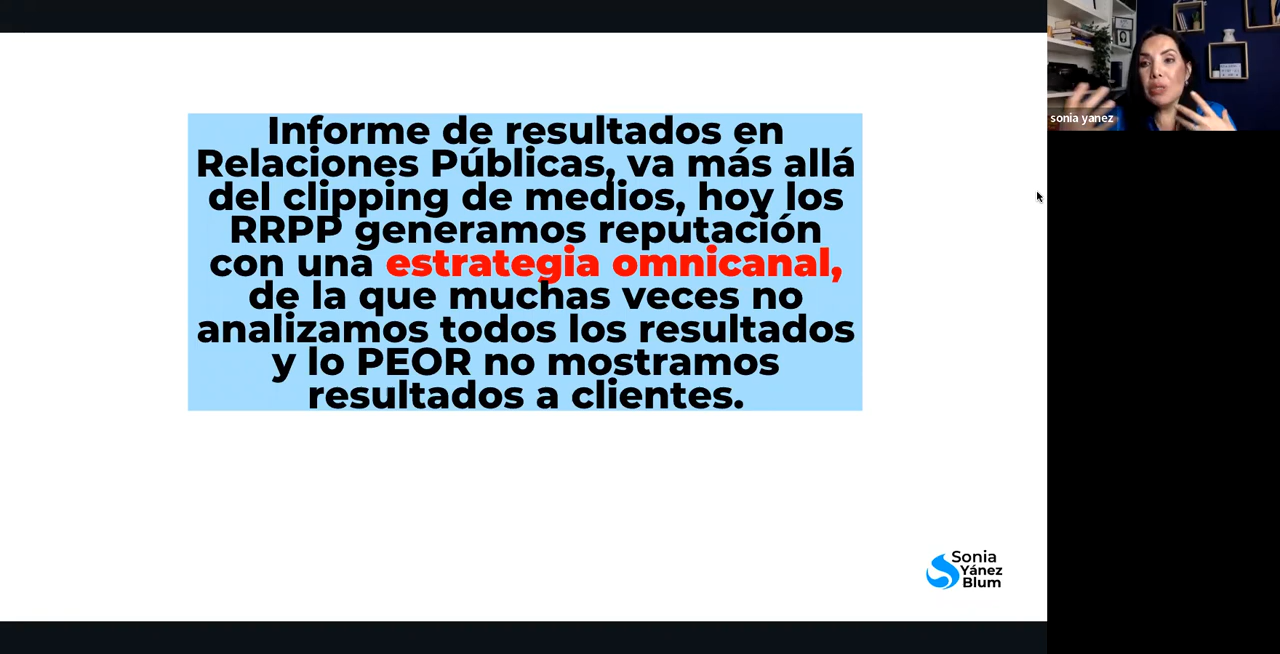 Informe de resultados en
Relaciones Públicas, va más allá
del clipping de medios, hoy los
RRPP generamos reputación
con una estrategia omnicanal,
de la que muchas veces no
analizamos todos los resultados
y lo PEOR no mostramos
resultados a clientes.
sonia yanez
Sonia
Yánez
Blum